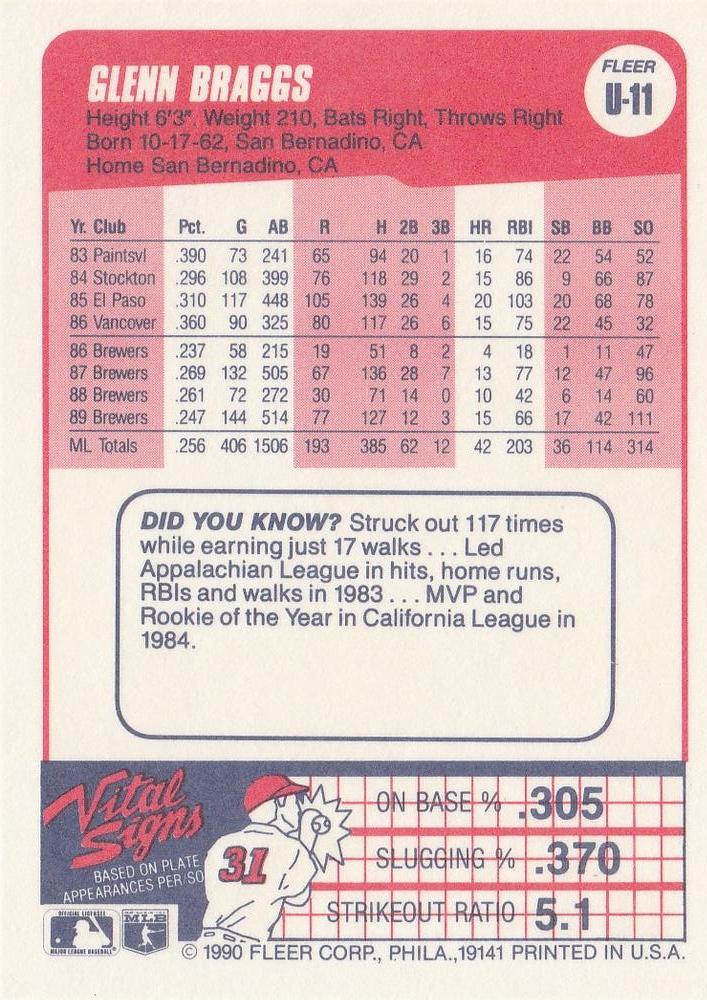 GLENN BRAGGS
FLEER
U-11
Height 6'3", Weight 210, Bats Right, Throws Right
Born 10-17-62, San Bernadino, CA
Home San Bernadino, CA
Yr. Club Pct. G AB R H 2B 3B HR RBI SB BB SO
83 Paintsvl .390 73 241 65 94 20 1 16 74 22 54 52
84 Stockton .296 108 399 76 118 29 2 15 86 9 66 87
85 El Paso .310 117 448 105 139 26 4 20 103 20 68 78
86 Vancover .360 90 325 80 117 26 6 15 75 22 45 32
86 Brewers .237 58 215 19 51 8 2 4 18 1 11 47
87 Brewers .269 132 505 67 136 28 7 13 77 12 47 96
88 Brewers .261 72 272 30 71 14 0 10 42 6 14 60
89 Brewers .247 144 514 77 127 12 3 15 66 17 42 111
ML Totals .256 406 1506 193 385 62 12 42 203 36 114 314
DID YOU KNOW? Struck out 117 times
while earning just 17 walks . . . Led
Appalachian League in hits, home runs,
RBIs and walks in 1983 . . . MVP and
Rookie of the Year in California League in
1984.
Vital
Signs
BASED ON PLATE
APPEARANCES PER/SO
31
ON BASE % .305
SLUGGING % .370
STRIKEOUT RATIO 5.1
OFFICIAL LICENSEE
MAJOR LEAGUE BASEBALL
MLB
© 1990 FLEER CORP., PHILA.,19141 PRINTED IN U.S.A.